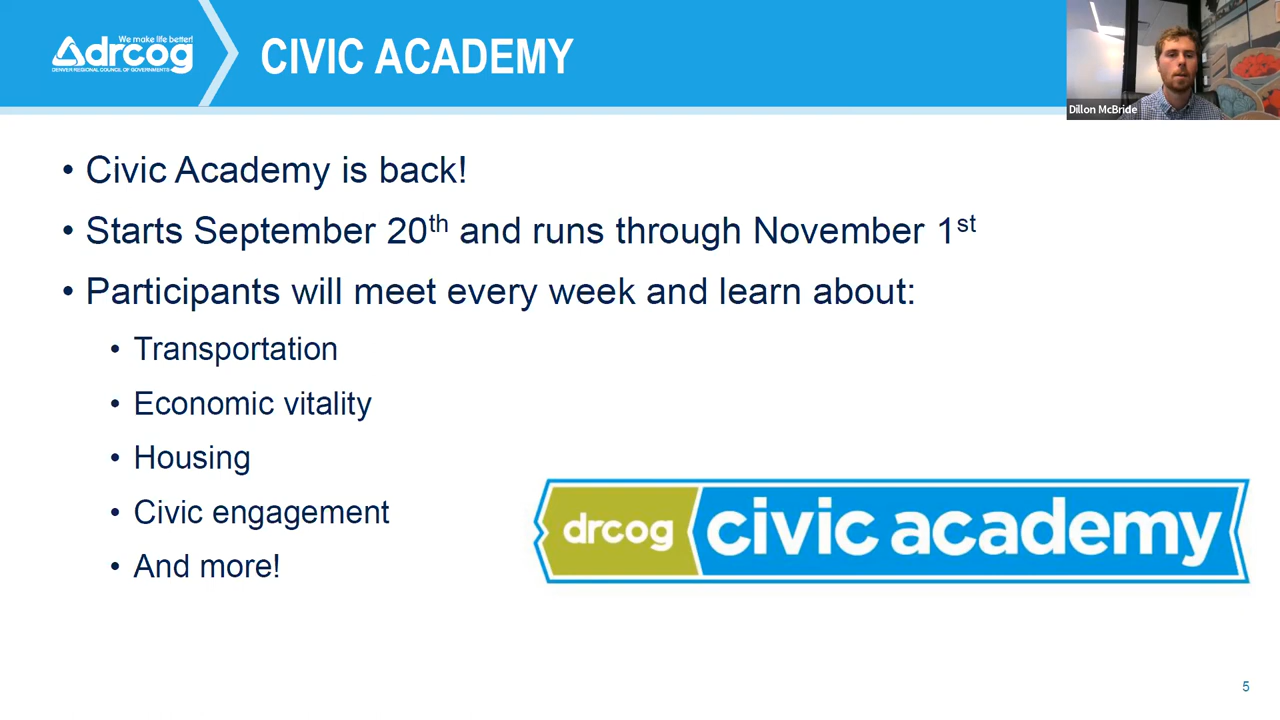 We make life better!
drcog
DENVER REGIONAL COUNCIL OF GOVERNMENTS
CIVIC ACADEMY
Dillon McBride
• Civic Academy is back!
• Starts September 20th and runs through November 1st
• Participants will meet every week and learn about:
• Transportation
• Economic vitality
• Housing
• Civic engagement
• And more!
drcog civic academy
5